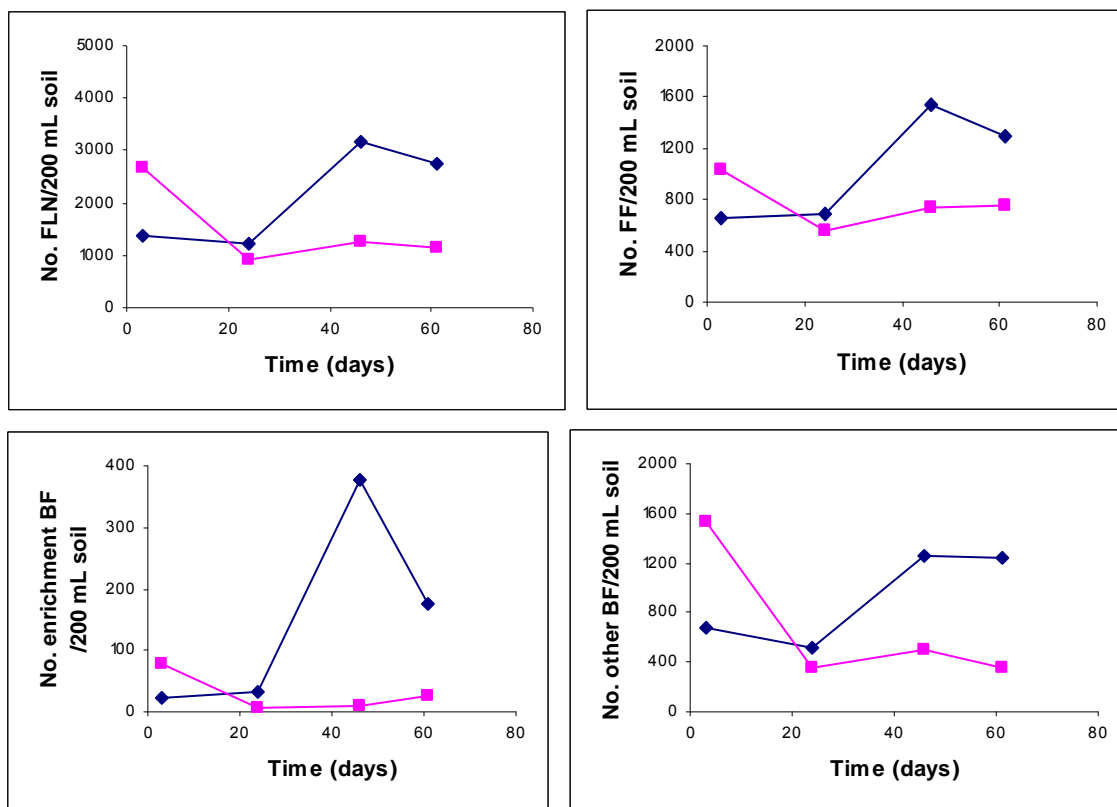 No. FLN/200 mL soil
5000
4000
3000
2000
1000
0
0 20 40 60 80
Time (days)
No. FF/200 mL soil
2000
1600
1200
800
400
0
0 20 40 60 80
Time (days)
No. enrichment BF
/200 mL soil
400
300
200
100
0
0 20 40 60 80
Time (days)
No. other BF/200 mL soil
2000
1600
1200
800
400
0
0 20 40 60 80
Time (days)